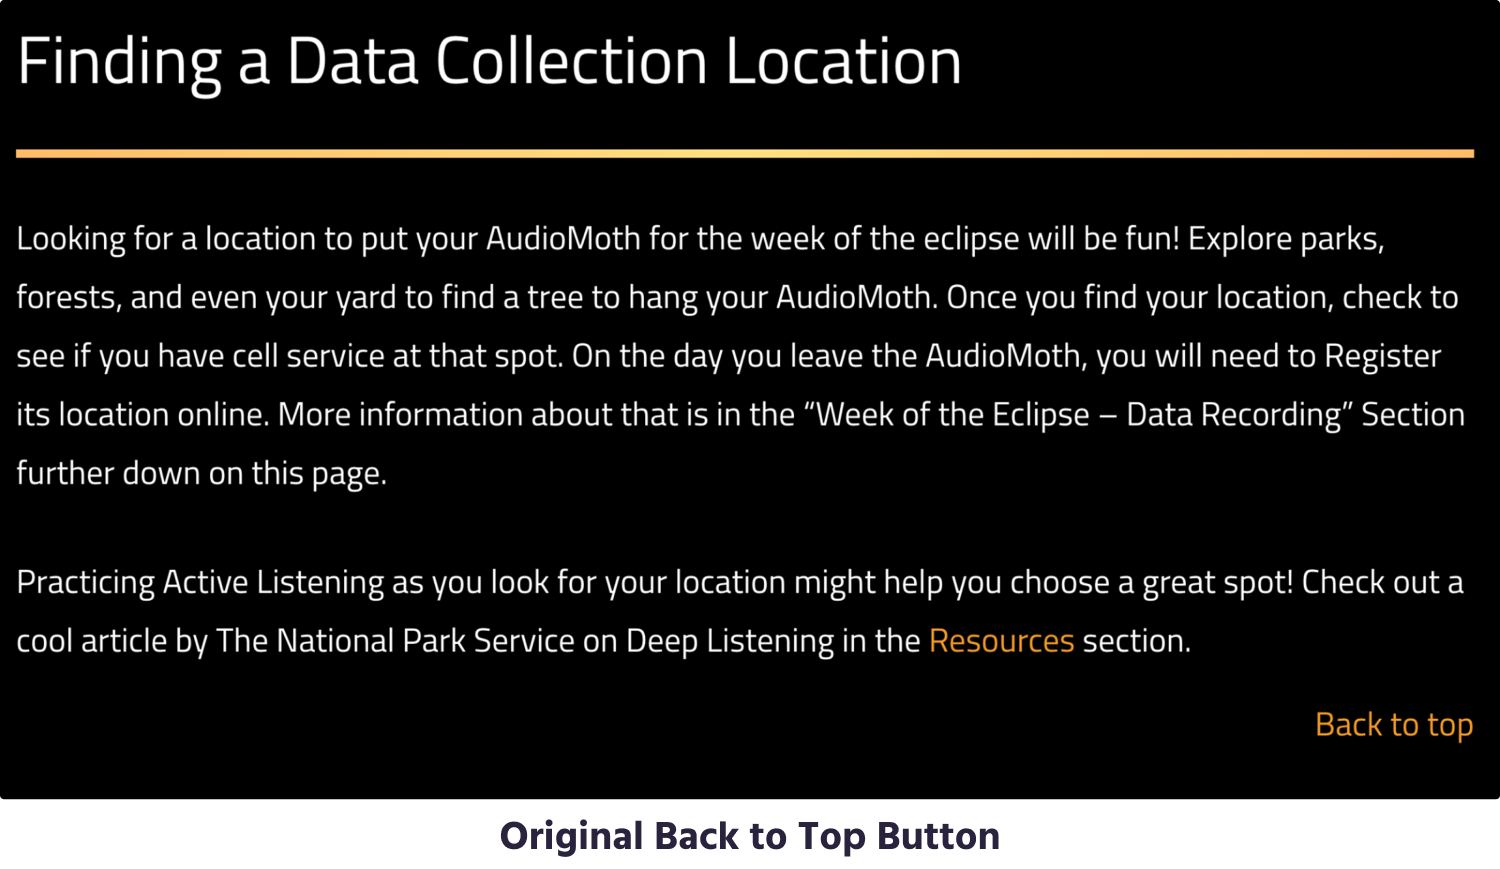 Finding a Data Collection Location
Looking for a location to put your AudioMoth for the week of the eclipse will be fun! Explore parks,
forests, and even your yard to find a tree to hang your AudioMoth. Once you find your location, check to
see if you have cell service at that spot. On the day you leave the AudioMoth, you will need to Register
its location online. More information about that is in the “Week of the Eclipse – Data Recording” Section
further down on this page.
Practicing Active Listening as you look for your location might help you choose a great spot! Check out a
cool article by The National Park Service on Deep Listening in the Resources section.
Back to top
Original Back to Top Button